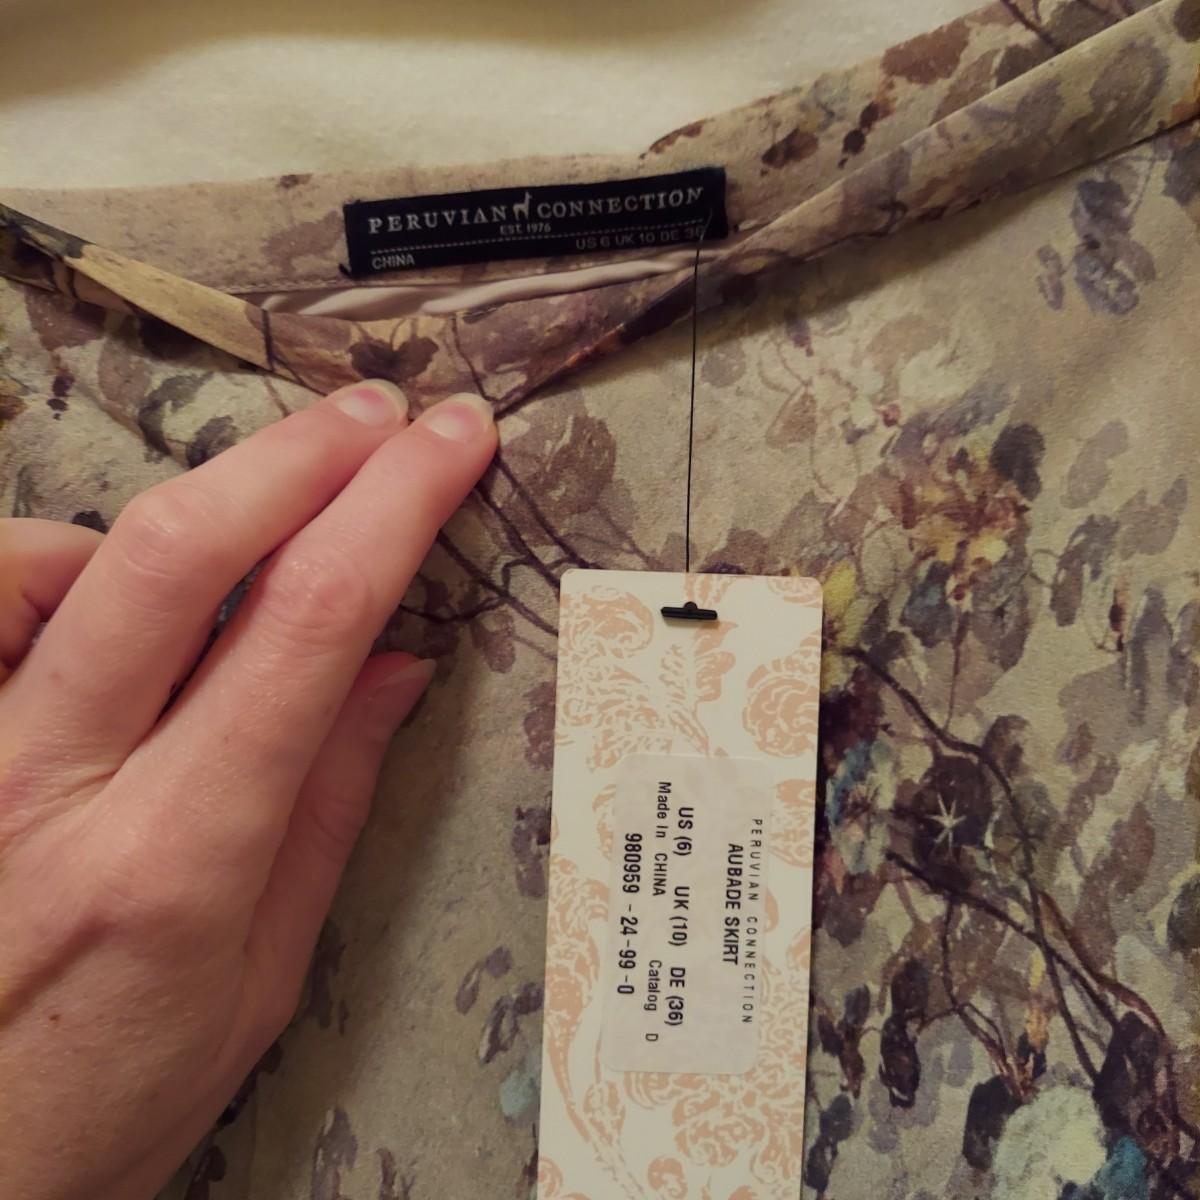 PERUVIAN CONNECTION
EST. 1976
US 6 UK 10 DE 36
CHINA
PERUVIAN CONNECTION
AUBADE SKIRT
US (6) UK (10) DE (36)
Made In CHINA Catalog D
980959 - 24 - 99 - 0